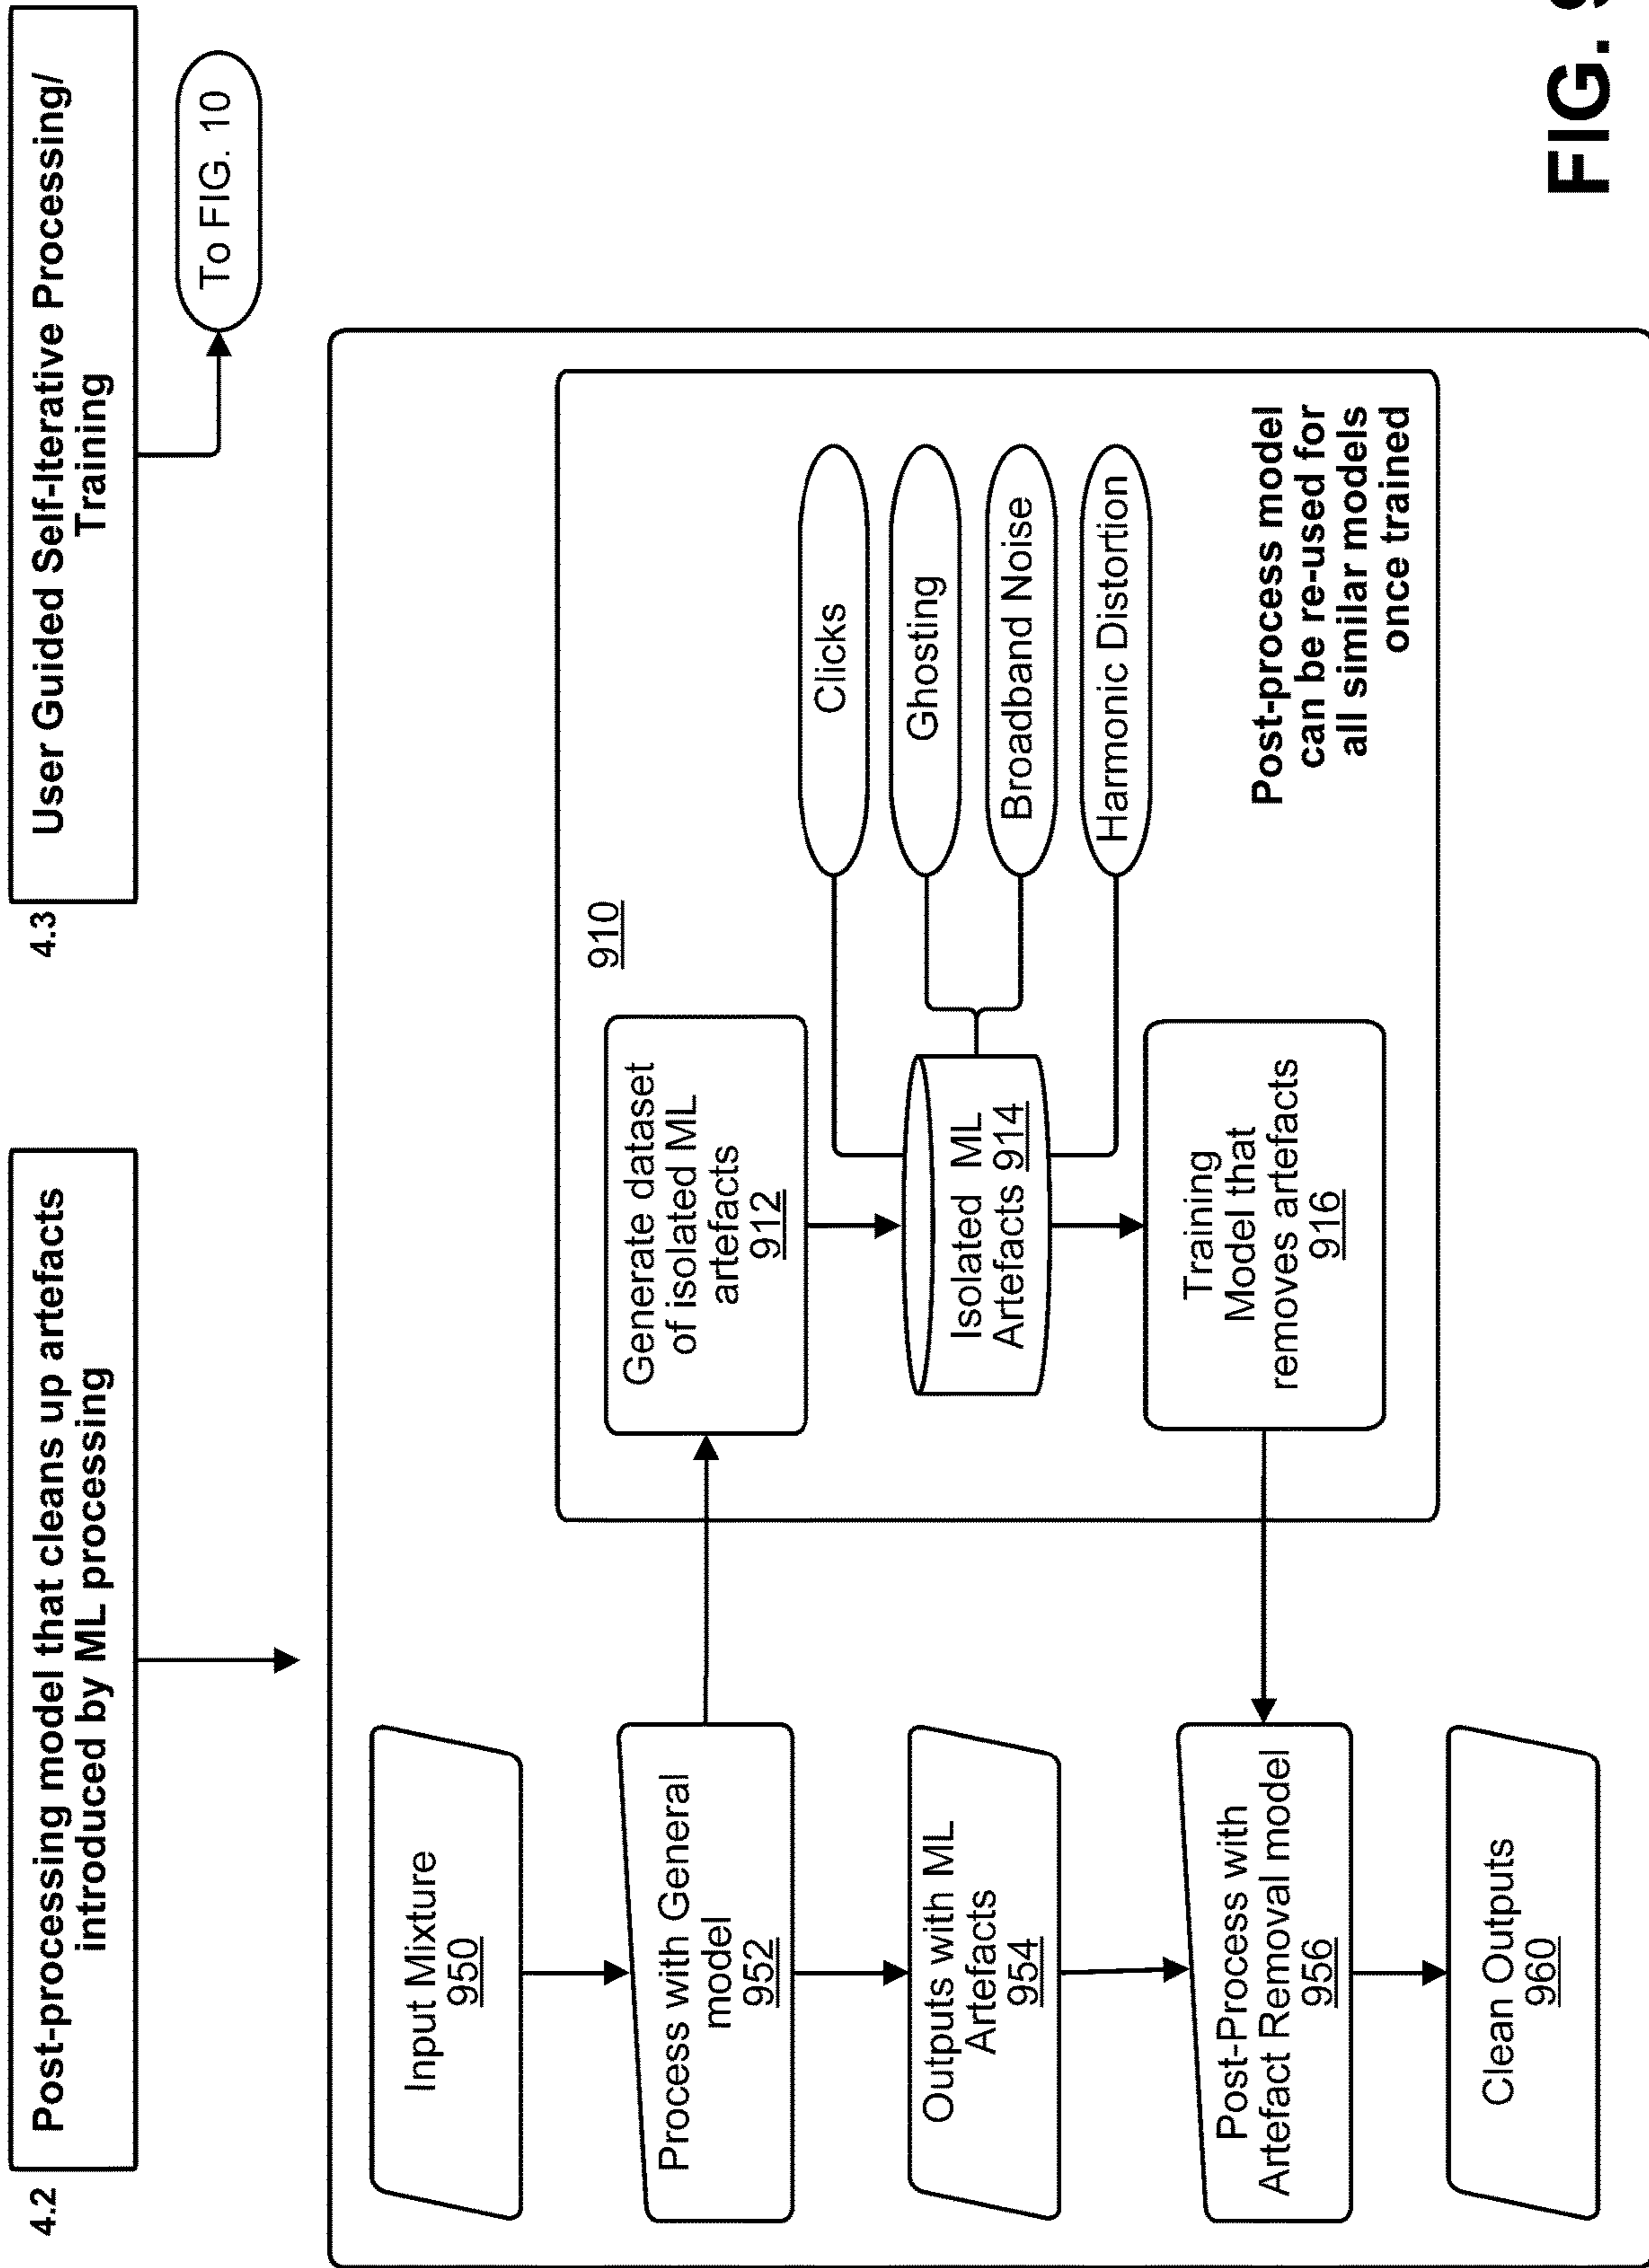 4.2
Post-processing model that cleans up artefacts
introduced by ML processing
4.3
User Guided Self-Iterative Processing/
Training
To FIG. 10
Input Mixture
950
Process with General
model
952
Outputs with ML
Artefacts
954
Post-Process with
Artefact Removal model
956
Clean Outputs
960
910
Generate dataset
of isolated ML
artefacts
912
Isolated ML
Artefacts 914
Training
Model that
removes artefacts
916
Clicks
Ghosting
Broadband Noise
Harmonic Distortion
Post-process model
can be re-used for
all similar models
once trained
FIG.